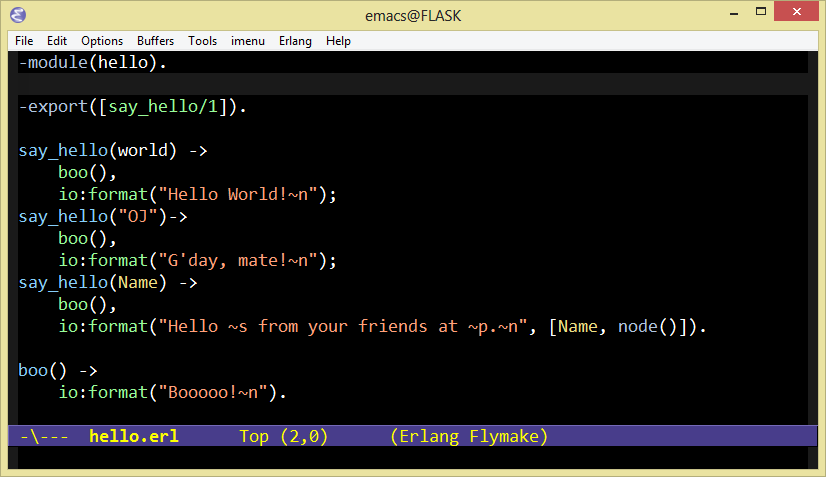 emacs@FLASK
File Edit Options Buffers Tools imenu Erlang Help
-module(hello).
-export([say_hello/1]).
say_hello(world) ->
    boo(),
    io:format("Hello World!~n");
say_hello("OJ")->
    boo(),
    io:format("G'day, mate!~n");
say_hello(Name) ->
    boo(),
    io:format("Hello ~s from your friends at ~p.~n", [Name, node()]).
boo() ->
    io:format("Booooo!~n").
-\---  hello.erl      Top (2,0)      (Erlang Flymake)